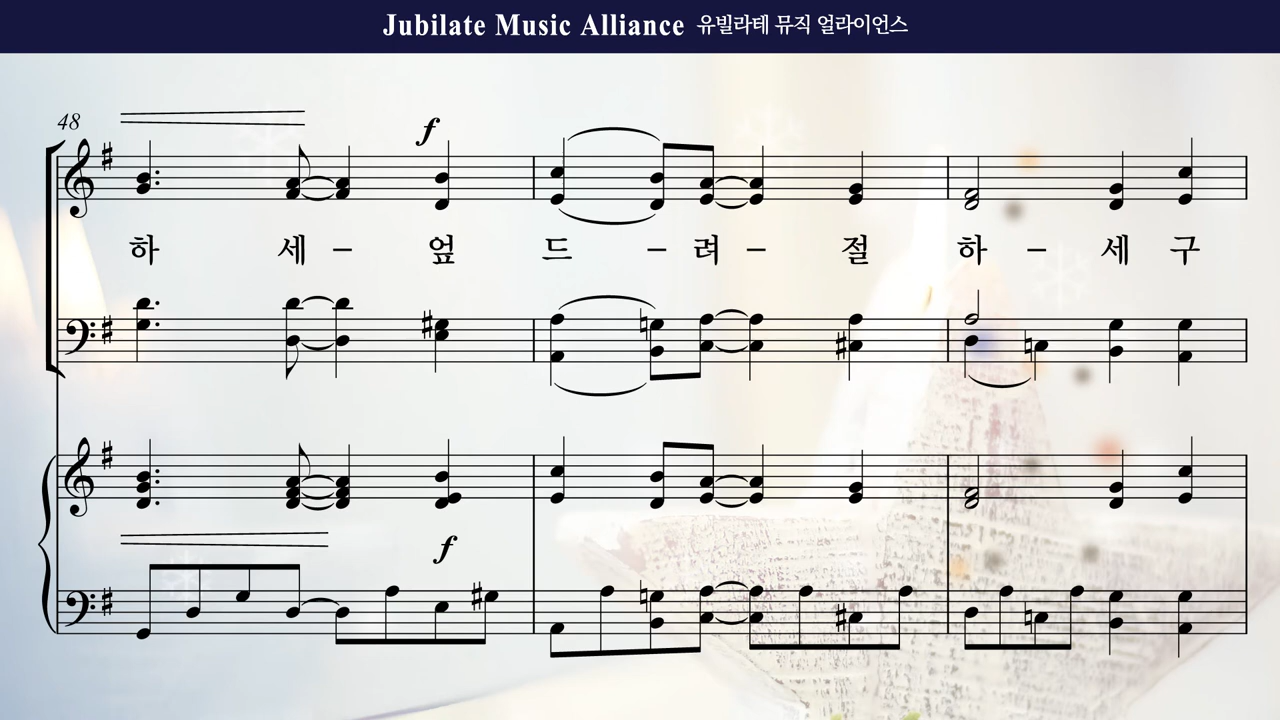 Jubilate Music Alliance 유빌라테 뮤직 얼라이언스
48
f
하 세 – 엎 드 – 려 – 절 하 – 세 구
f